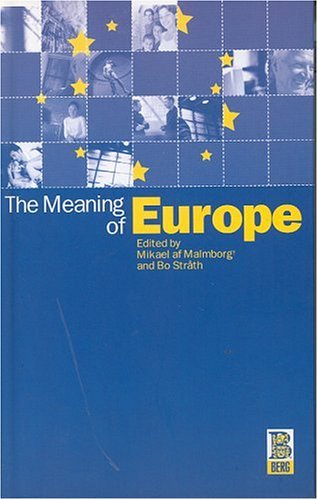 The Meaning
of Europe
Edited by
Mikael af Malmborg†
and Bo Stråth
B
BERG